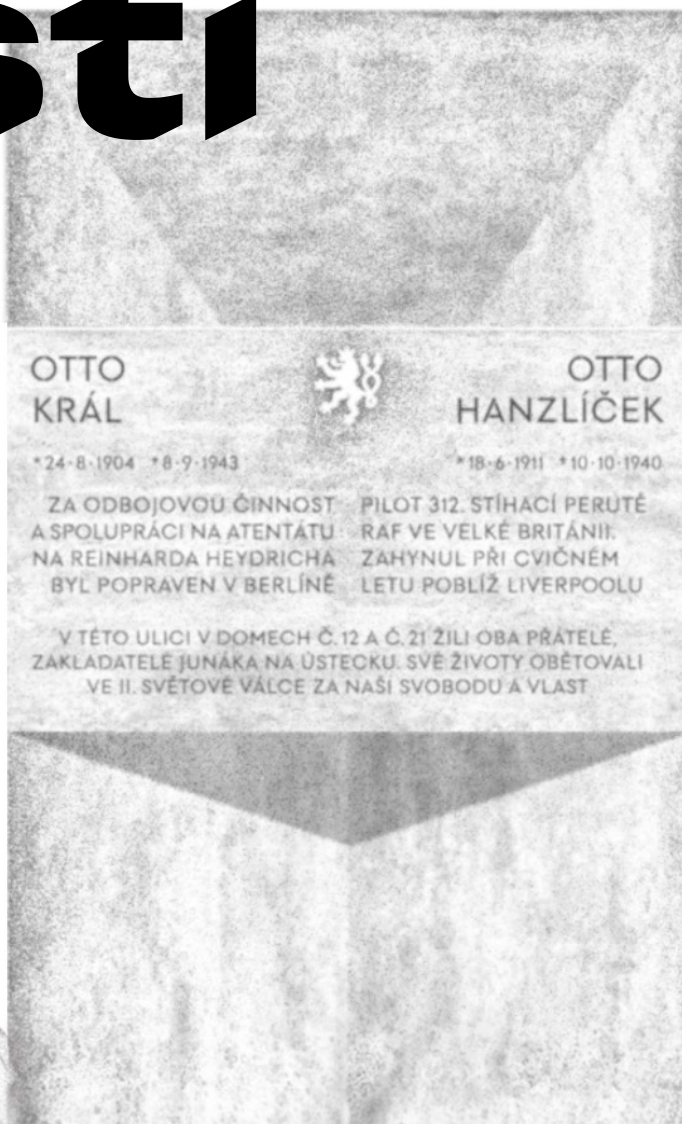 sti
OTTO
KRÁL
*24·8·1904 *8·9·1943
ZA ODBOJOVOU ČINNOST
A SPOLUPRÁCI NA ATENTÁTU
NA REINHARDA HEYDRICHA
BYL POPRAVEN V BERLÍNĚ
OTTO
HANZLÍČEK
*18·6·1911 *10·10·1940
PILOT 312. STÍHACÍ PERUTĚ
RAF VE VELKÉ BRITÁNII.
ZAHYNUL PŘI CVIČNÉM
LETU POBLÍŽ LIVERPOOLU
V TÉTO ULICI V DOMECH Č. 12 A Č. 21 ŽILI OBA PŘÁTELÉ,
ZAKLADATELÉ JUNÁKA NA ÚSTECKU. SVÉ ŽIVOTY OBĚTOVALI
VE II. SVĚTOVÉ VÁLCE ZA NAŠI SVOBODU A VLAST